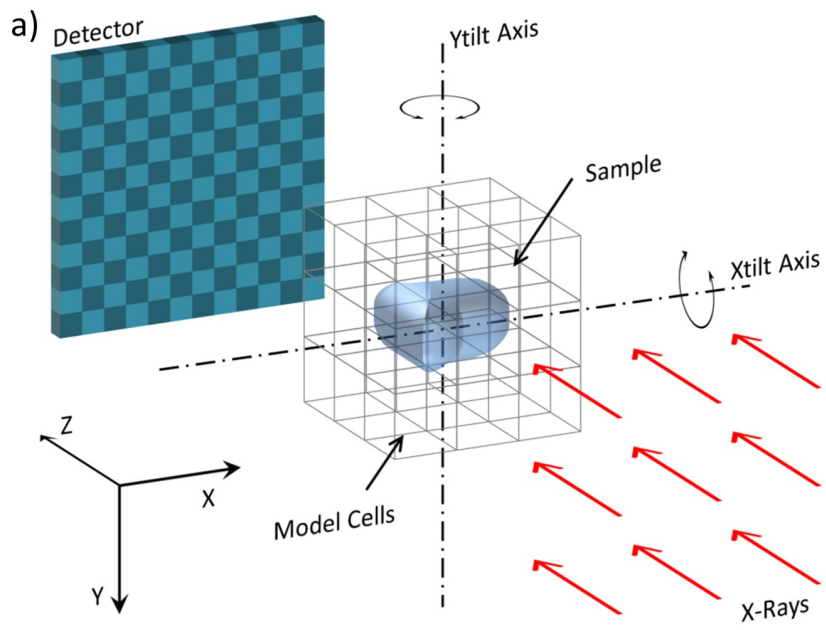 a)
Detector
Ytilt Axis
Sample
Xtilt Axis
Z
X
Y
Model Cells
X-Rays